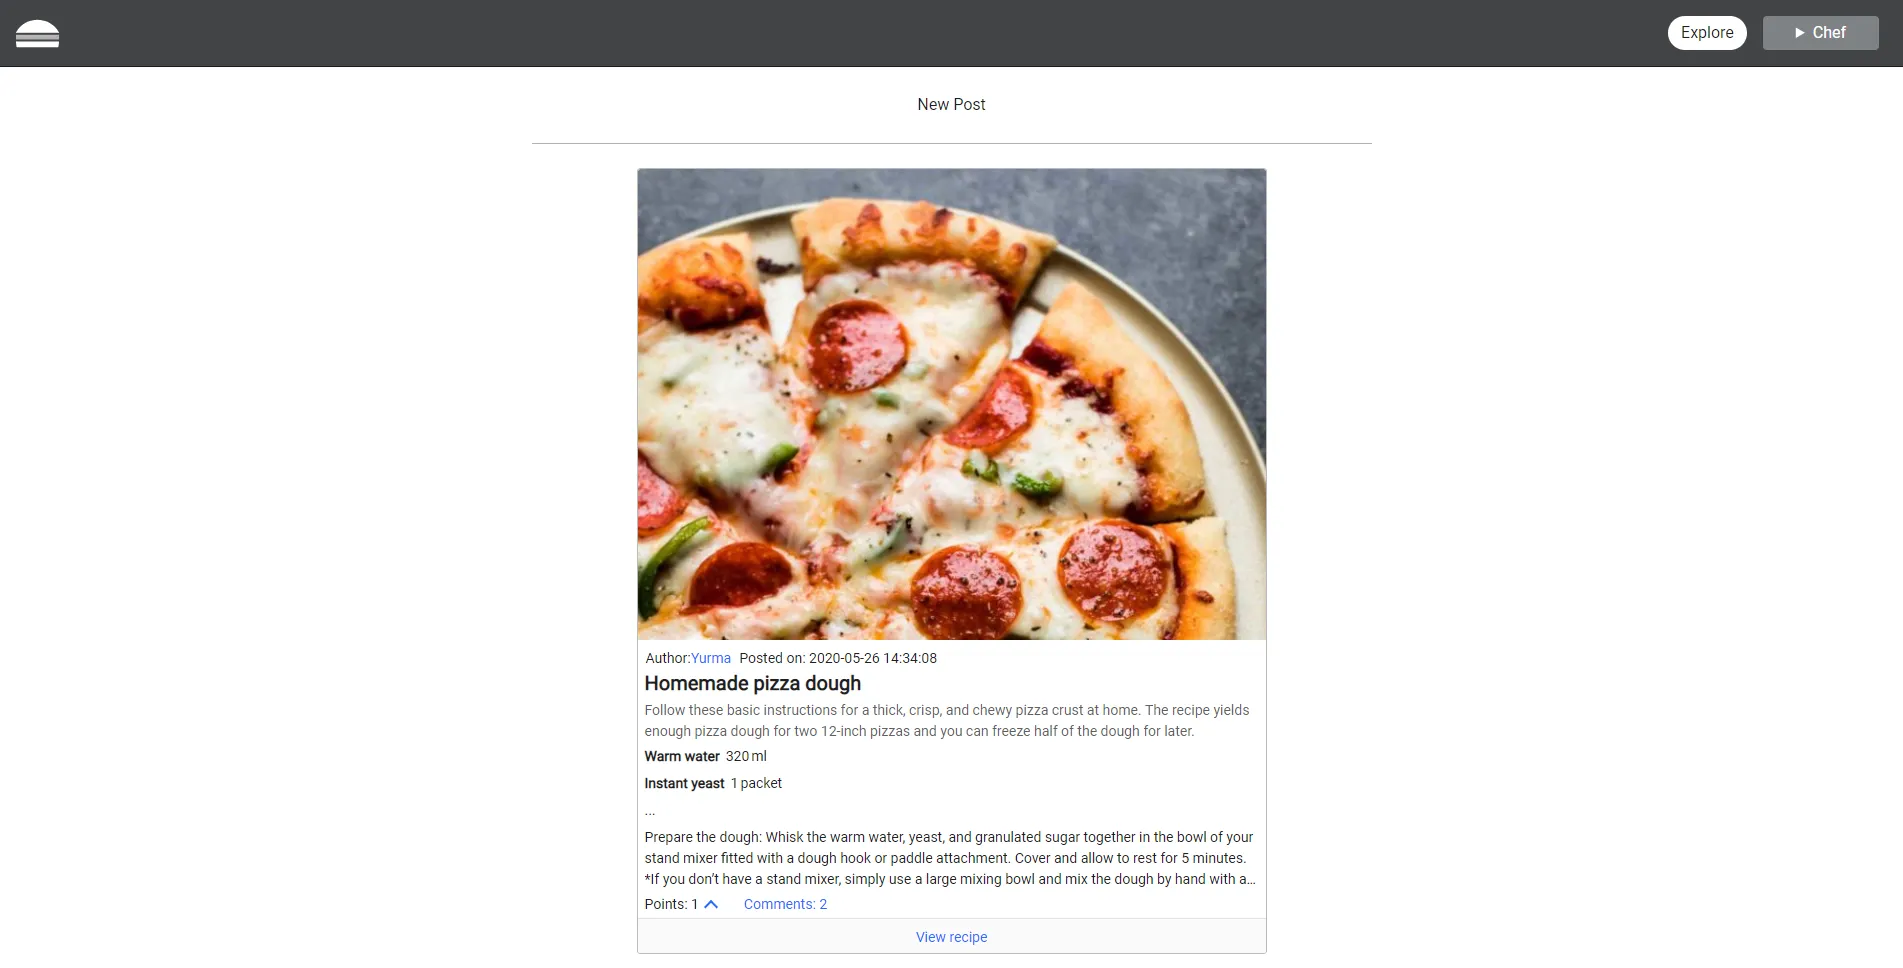 Explore
Chef
New Post
Author:Yurma Posted on: 2020-05-26 14:34:08
Homemade pizza dough
Follow these basic instructions for a thick, crisp, and chewy pizza crust at home. The recipe yields
enough pizza dough for two 12-inch pizzas and you can freeze half of the dough for later.
Warm water 320 ml
Instant yeast 1 packet
...
Prepare the dough: Whisk the warm water, yeast, and granulated sugar together in the bowl of your
stand mixer fitted with a dough hook or paddle attachment. Cover and allow to rest for 5 minutes.
*If you don’t have a stand mixer, simply use a large mixing bowl and mix the dough by hand with a...
Points: 1 Comments: 2
View recipe